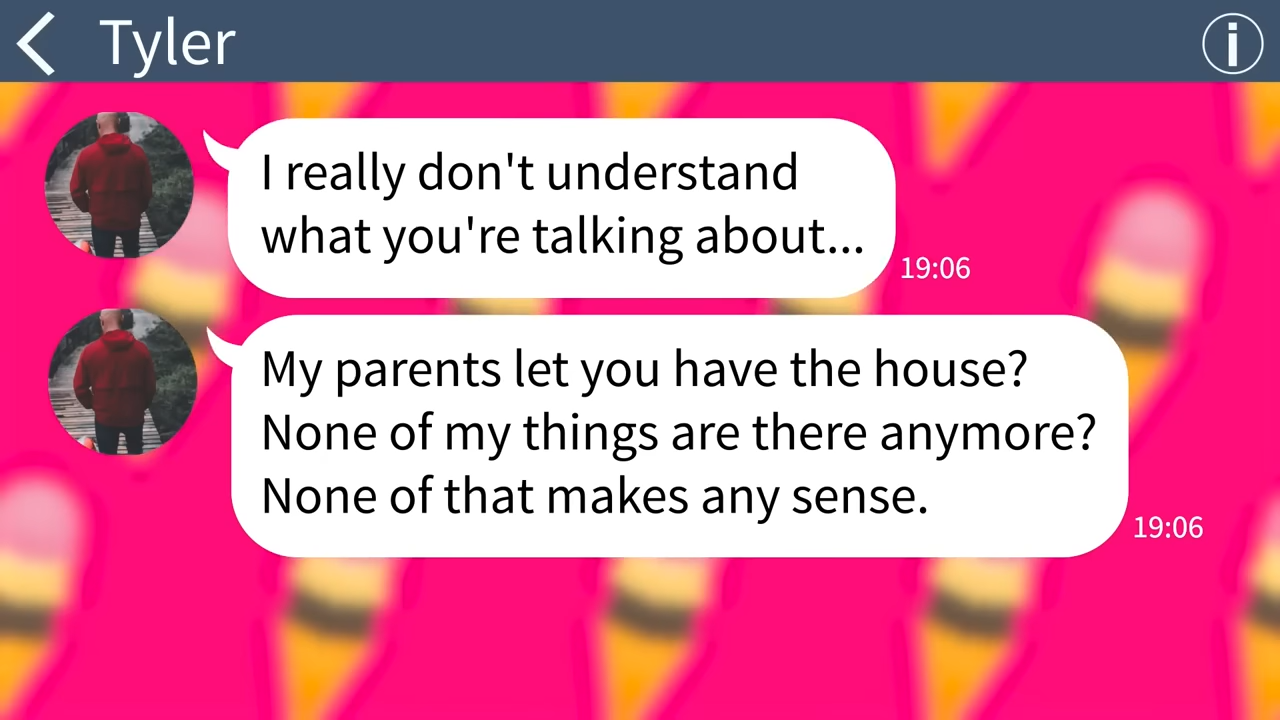 Tyler
I really don't understand
what you're talking about...
19:06
My parents let you have the house?
None of my things are there anymore?
None of that makes any sense.
19:06